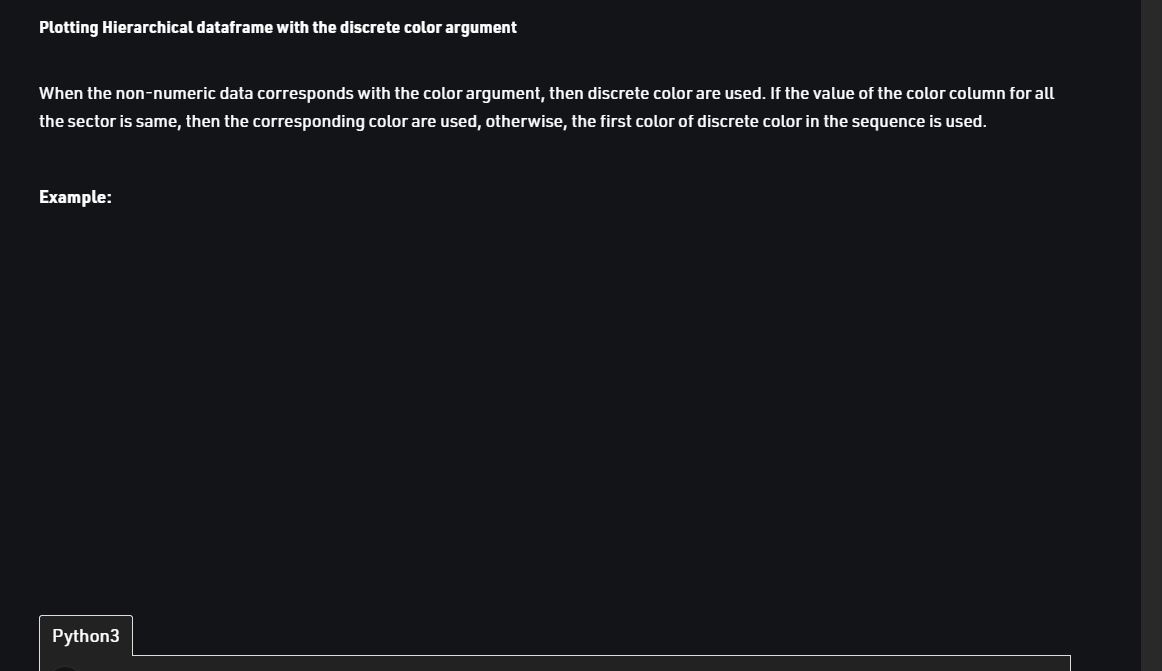 Plotting Hierarchical dataframe with the discrete color argument
When the non-numeric data corresponds with the color argument, then discrete color are used. If the value of the color column for all
the sector is same, then the corresponding color are used, otherwise, the first color of discrete color in the sequence is used.
Example:
Python3